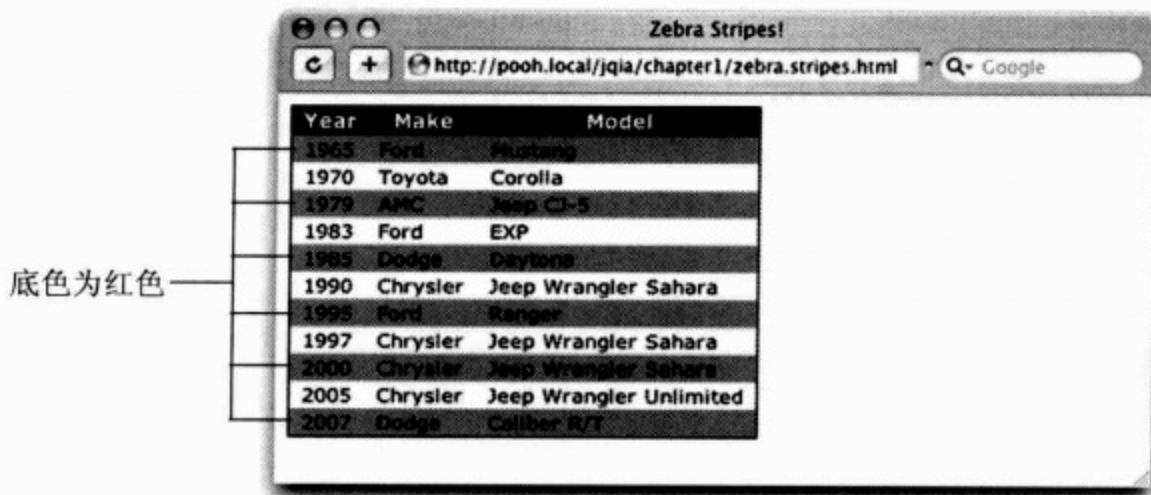 Zebra Stripes!
http://pooh.local/jqia/chapter1/zebra.stripes.html Google
Year Make Model
1965 Ford Mustang
1970 Toyota Corolla
1979 AMC Jeep CJ-5
1983 Ford EXP
1985 Dodge Daytona
底色为红色
1990 Chrysler Jeep Wrangler Sahara
1995 Ford Ranger
1997 Chrysler Jeep Wrangler Sahara
2000 Chrysler Jeep Wrangler Sahara
2005 Chrysler Jeep Wrangler Unlimited
2007 Dodge Caliber R/T